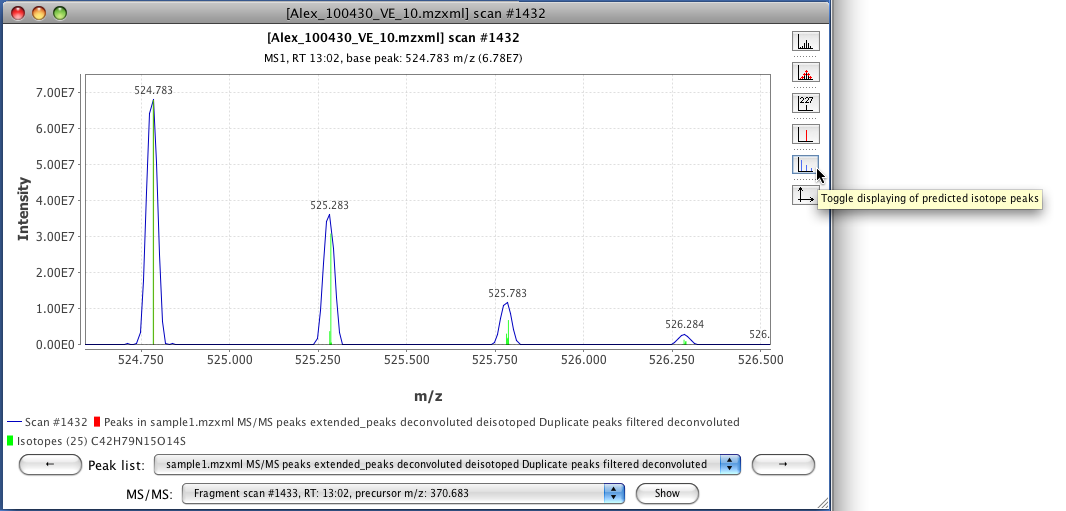 [Alex_100430_VE_10.mzxml] scan #1432
[Alex_100430_VE_10.mzxml] scan #1432
MS1, RT 13:02, base peak: 524.783 m/z (6.78E7)
227
Toggle displaying of predicted isotope peaks
Intensity
7.00E7
6.00E7
5.00E7
4.00E7
3.00E7
2.00E7
1.00E7
0.00E0
524.783
525.283
525.783
526.284
526.
524.750 525.000 525.250 525.500 525.750 526.000 526.250 526.500
m/z
Scan #1432 Peaks in sample1.mzxml MS/MS peaks extended_peaks deconvoluted deisotoped Duplicate peaks filtered deconvoluted
Isotopes (25) C42H79N15O14S
← Peak list: sample1.mzxml MS/MS peaks extended_peaks deconvoluted deisotoped Duplicate peaks filtered deconvoluted →
MS/MS: Fragment scan #1433, RT: 13:02, precursor m/z: 370.683 Show